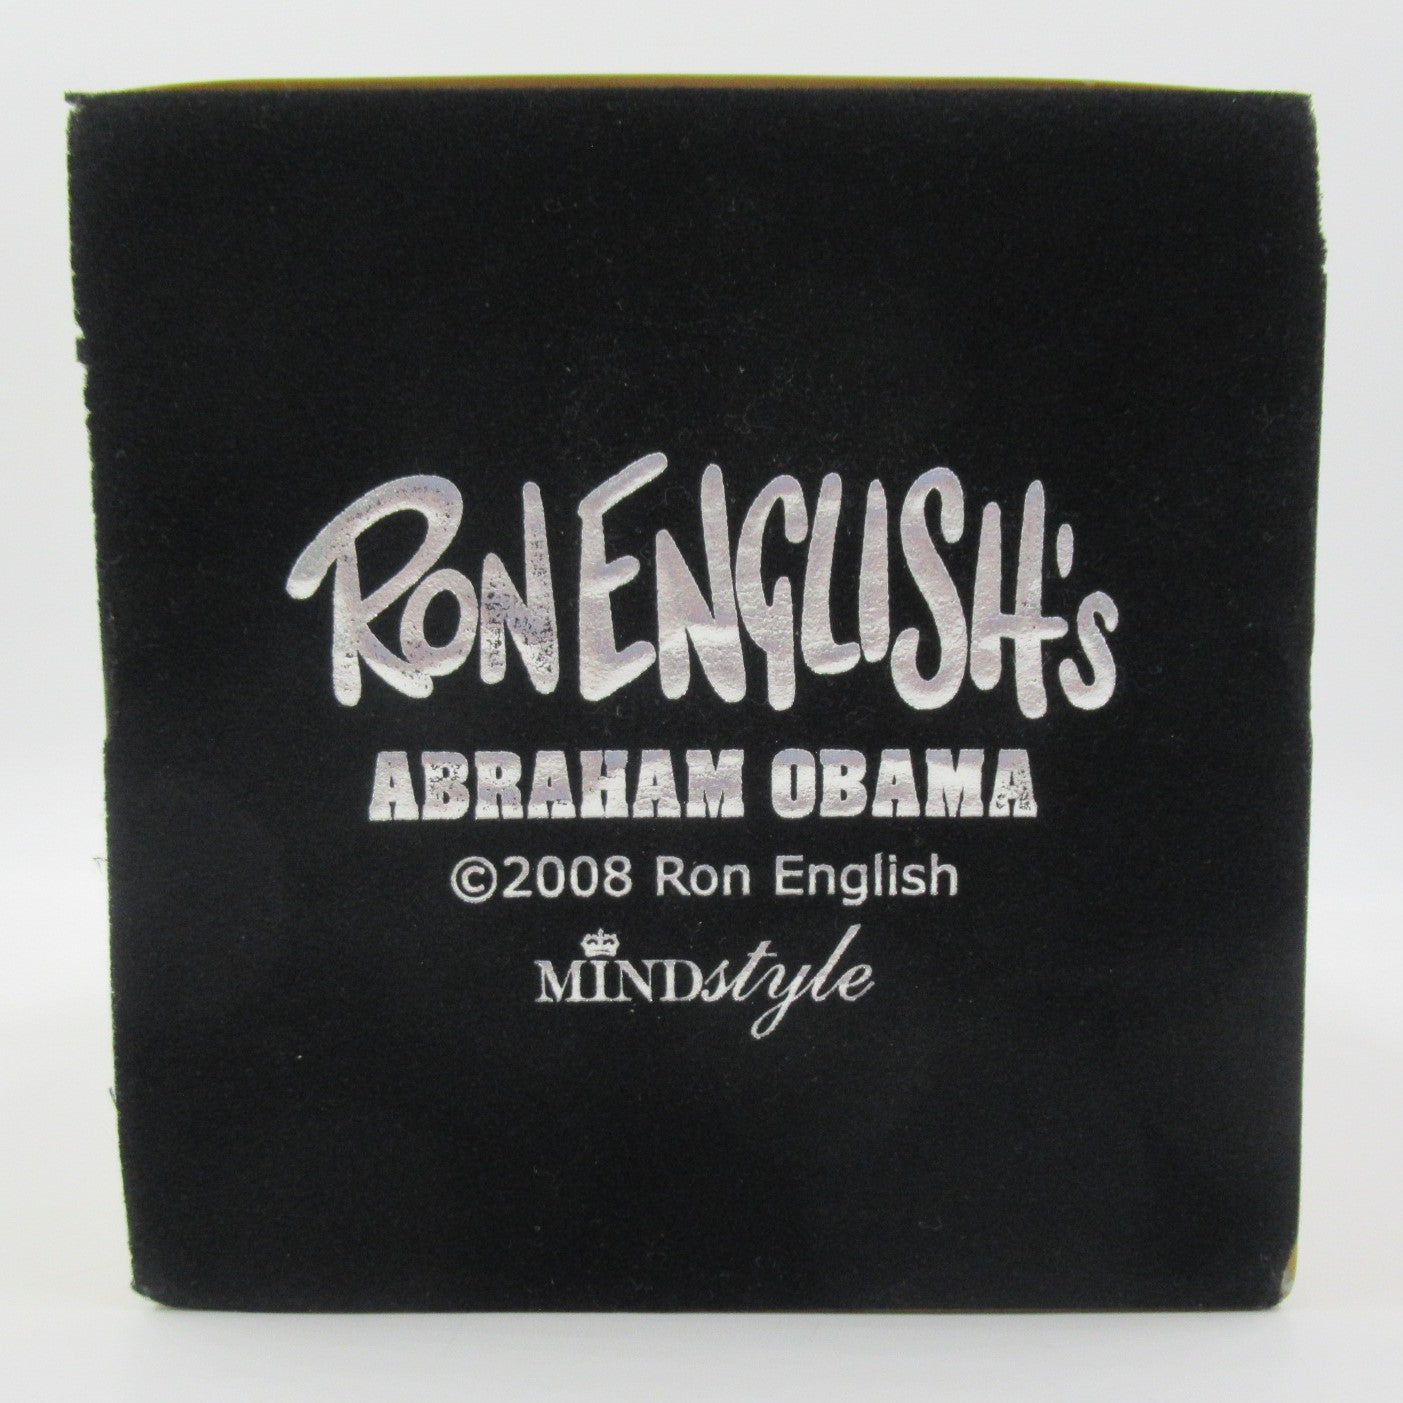 RON ENGLISH's
ABRAHAM OBAMA
©2008 Ron English
MINDstyle